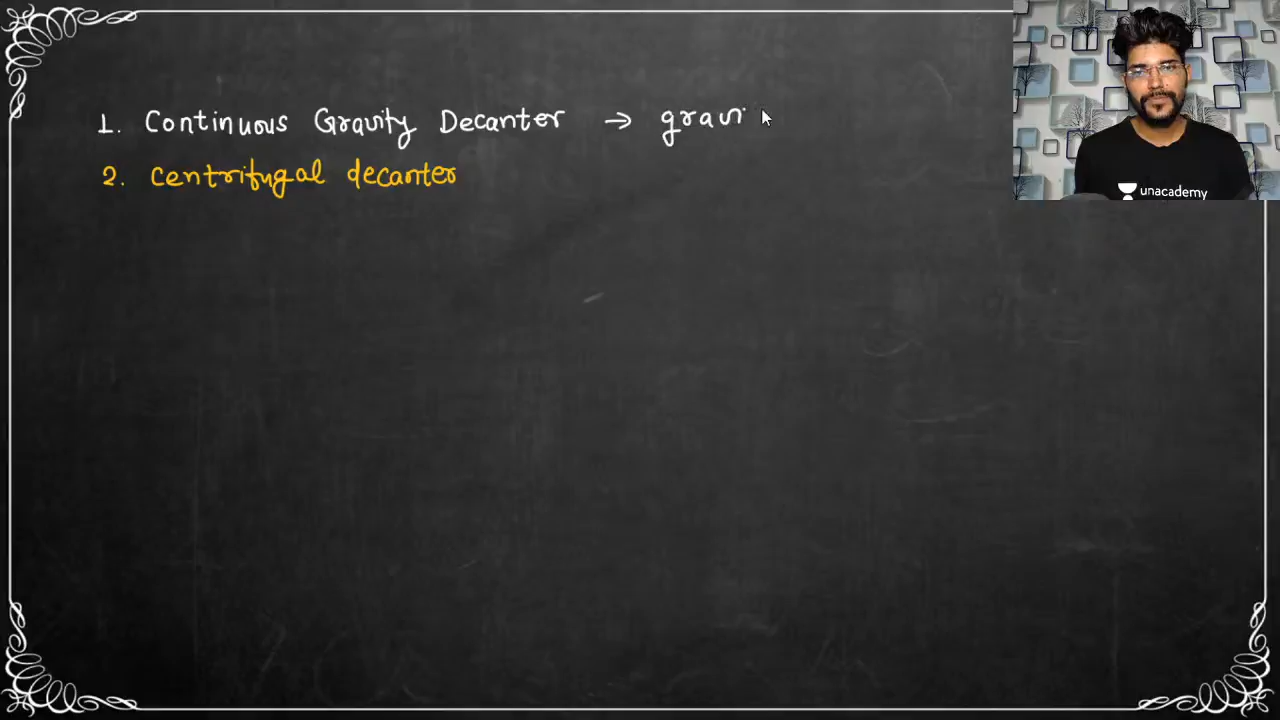 1. Continuous Gravity Decanter → gravi
2. centrifugal decanter
unacademy